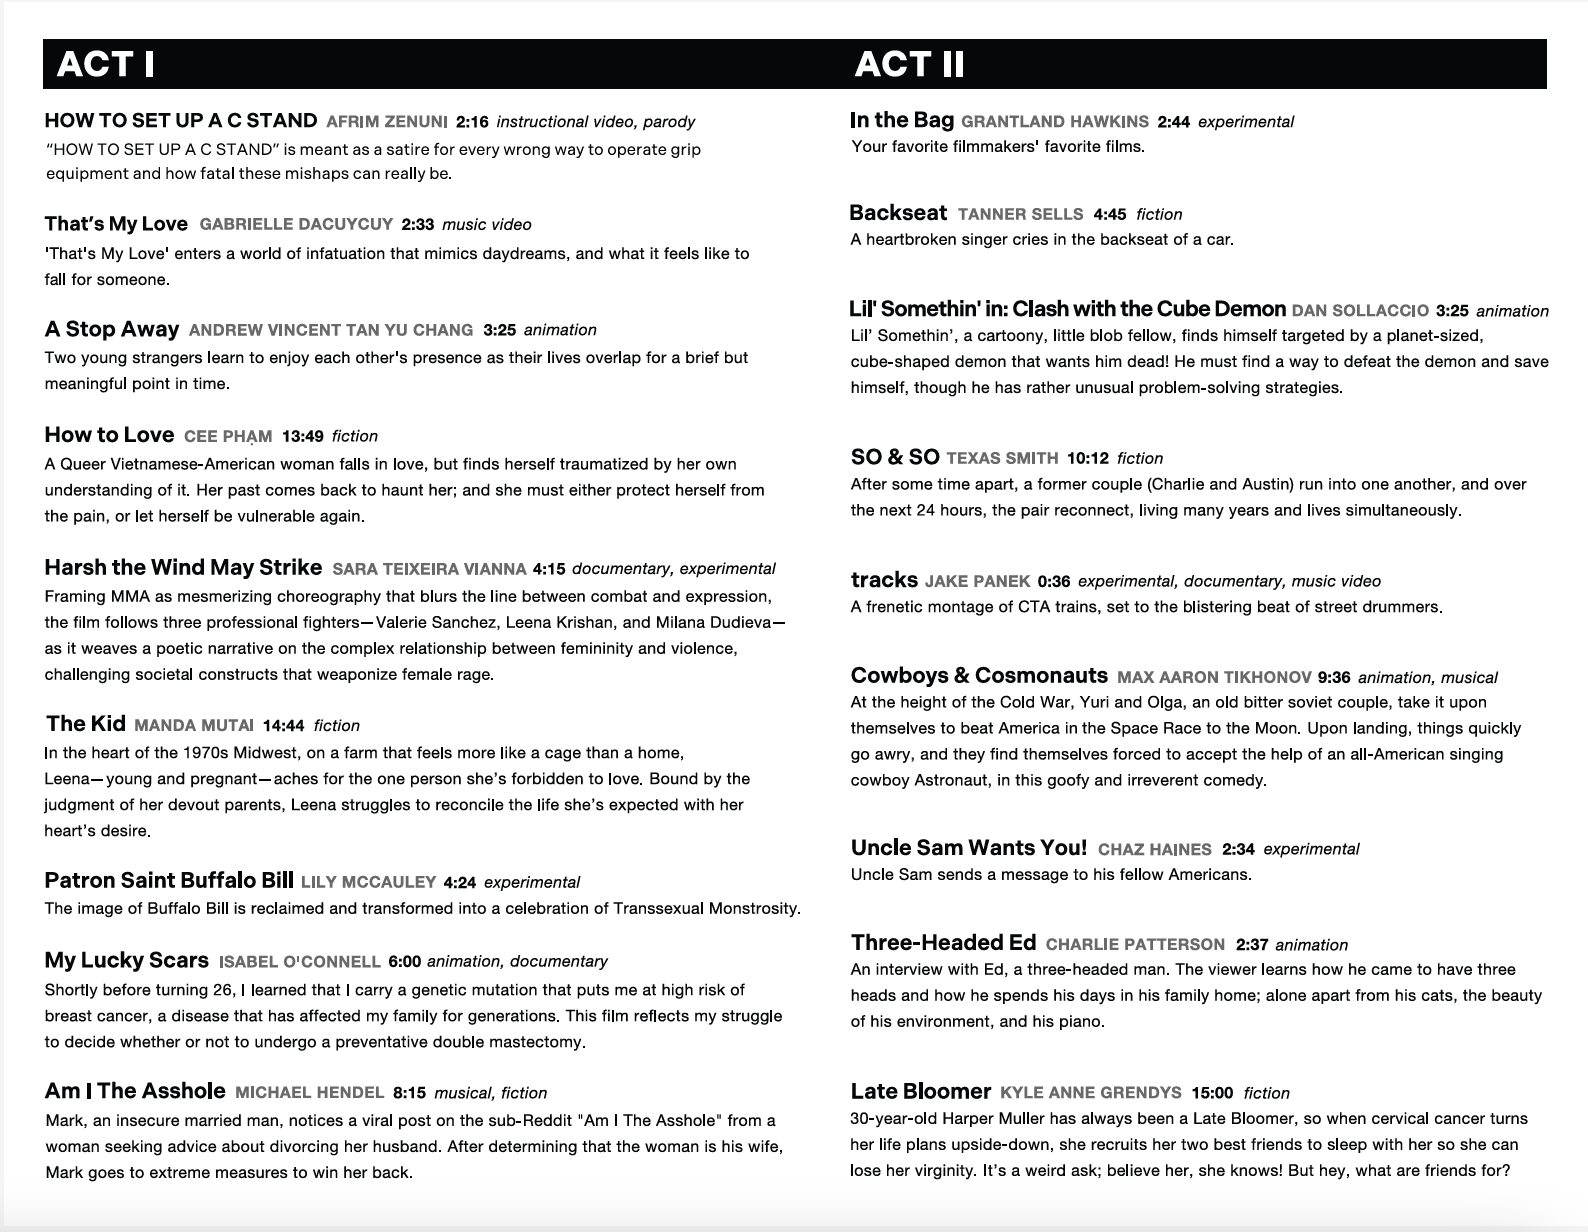 ACT I
HOW TO SET UP A C STAND AFRIM ZENUNI 2:16 instructional video, parody
“HOW TO SET UP A C STAND” is meant as a satire for every wrong way to operate grip
equipment and how fatal these mishaps can really be.
That’s My Love GABRIELLE DACUYCUY 2:33 music video
'That's My Love' enters a world of infatuation that mimics daydreams, and what it feels like to
fall for someone.
A Stop Away ANDREW VINCENT TAN YU CHANG 3:25 animation
Two young strangers learn to enjoy each other's presence as their lives overlap for a brief but
meaningful point in time.
How to Love CEE PHẠM 13:49 fiction
A Queer Vietnamese-American woman falls in love, but finds herself traumatized by her own
understanding of it. Her past comes back to haunt her; and she must either protect herself from
the pain, or let herself be vulnerable again.
Harsh the Wind May Strike SARA TEIXEIRA VIANNA 4:15 documentary, experimental
Framing MMA as mesmerizing choreography that blurs the line between combat and expression,
the film follows three professional fighters—Valerie Sanchez, Leena Krishan, and Milana Dudieva—
as it weaves a poetic narrative on the complex relationship between femininity and violence,
challenging societal constructs that weaponize female rage.
The Kid MANDA MUTAI 14:44 fiction
In the heart of the 1970s Midwest, on a farm that feels more like a cage than a home,
Leena—young and pregnant—aches for the one person she’s forbidden to love. Bound by the
judgment of her devout parents, Leena struggles to reconcile the life she’s expected with her
heart’s desire.
Patron Saint Buffalo Bill LILY MCCAULEY 4:24 experimental
The image of Buffalo Bill is reclaimed and transformed into a celebration of Transsexual Monstrosity.
My Lucky Scars ISABEL O'CONNELL 6:00 animation, documentary
Shortly before turning 26, I learned that I carry a genetic mutation that puts me at high risk of
breast cancer, a disease that has affected my family for generations. This film reflects my struggle
to decide whether or not to undergo a preventative double mastectomy.
Am I The Asshole MICHAEL HENDEL 8:15 musical, fiction
Mark, an insecure married man, notices a viral post on the sub-Reddit "Am I The Asshole" from a
woman seeking advice about divorcing her husband. After determining that the woman is his wife,
Mark goes to extreme measures to win her back.
ACT II
In the Bag GRANTLAND HAWKINS 2:44 experimental
Your favorite filmmakers' favorite films.
Backseat TANNER SELLS 4:45 fiction
A heartbroken singer cries in the backseat of a car.
Lil' Somethin' in: Clash with the Cube Demon DAN SOLLACCIO 3:25 animation
Lil’ Somethin’, a cartoony, little blob fellow, finds himself targeted by a planet-sized,
cube-shaped demon that wants him dead! He must find a way to defeat the demon and save
himself, though he has rather unusual problem-solving strategies.
SO & SO TEXAS SMITH 10:12 fiction
After some time apart, a former couple (Charlie and Austin) run into one another, and over
the next 24 hours, the pair reconnect, living many years and lives simultaneously.
tracks JAKE PANEK 0:36 experimental, documentary, music video
A frenetic montage of CTA trains, set to the blistering beat of street drummers.
Cowboys & Cosmonauts MAX AARON TIKHONOV 9:36 animation, musical
At the height of the Cold War, Yuri and Olga, an old bitter soviet couple, take it upon
themselves to beat America in the Space Race to the Moon. Upon landing, things quickly
go awry, and they find themselves forced to accept the help of an all-American singing
cowboy Astronaut, in this goofy and irreverent comedy.
Uncle Sam Wants You! CHAZ HAINES 2:34 experimental
Uncle Sam sends a message to his fellow Americans.
Three-Headed Ed CHARLIE PATTERSON 2:37 animation
An interview with Ed, a three-headed man. The viewer learns how he came to have three
heads and how he spends his days in his family home; alone apart from his cats, the beauty
of his environment, and his piano.
Late Bloomer KYLE ANNE GRENDYS 15:00 fiction
30-year-old Harper Muller has always been a Late Bloomer, so when cervical cancer turns
her life plans upside-down, she recruits her two best friends to sleep with her so she can
lose her virginity. It’s a weird ask; believe her, she knows! But hey, what are friends for?